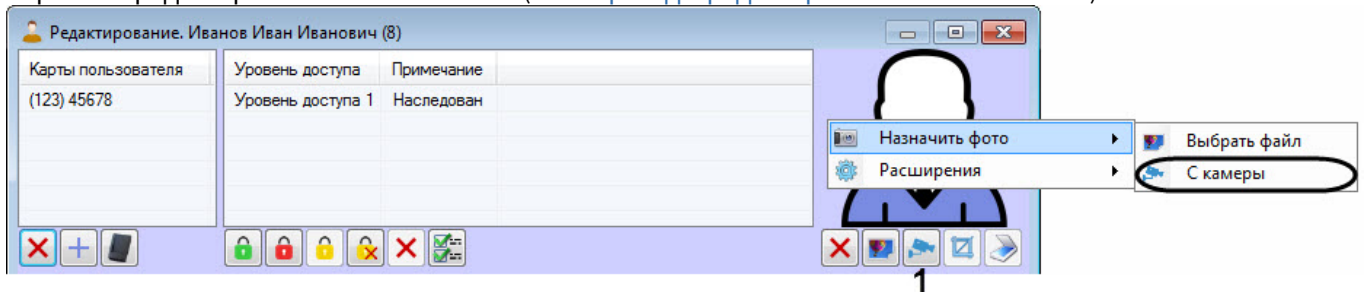 Редактирование. Иванов Иван Иванович (8)
Карты пользователя
Уровень доступа
Примечание
(123) 45678
Уровень доступа 1
Наследован
Назначить фото
Выбрать файл
Расширения
С камеры
1